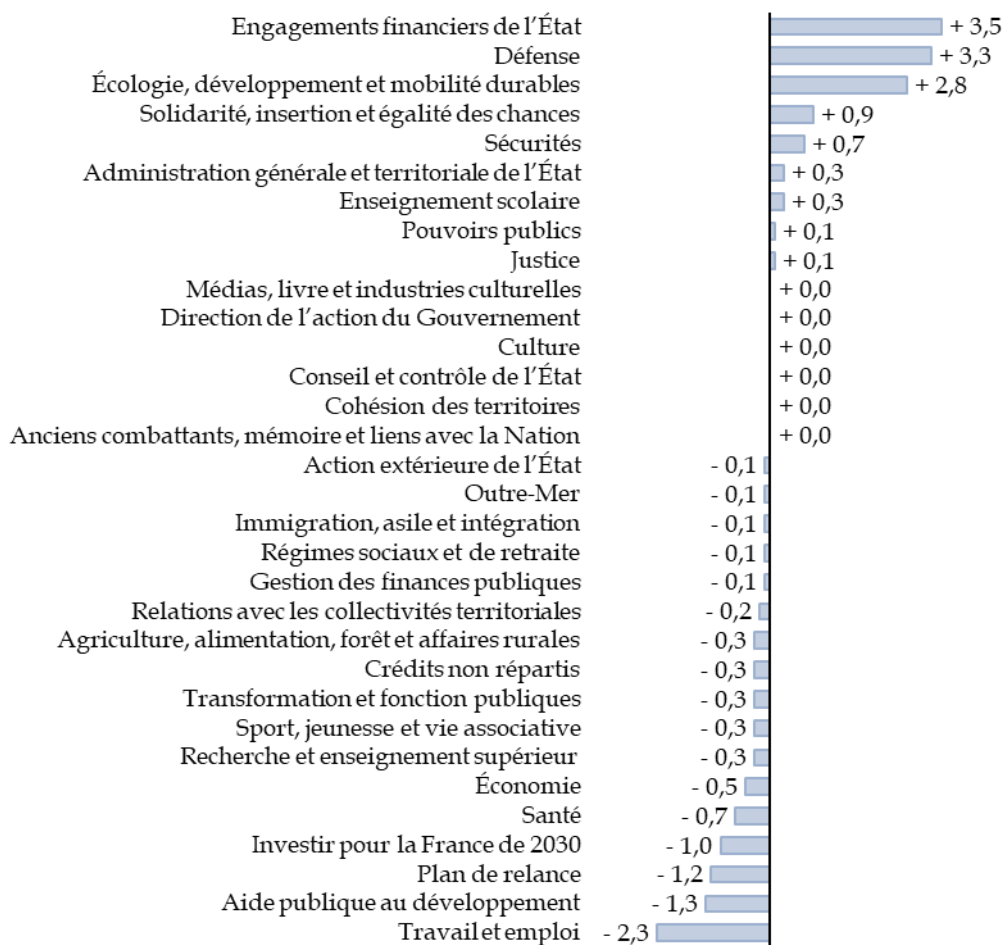 Engagements financiers de l’État + 3,5
Défense + 3,3
Écologie, développement et mobilité durables + 2,8
Solidarité, insertion et égalité des chances + 0,9
Sécurités + 0,7
Administration générale et territoriale de l’État + 0,3
Enseignement scolaire + 0,3
Pouvoirs publics + 0,1
Justice + 0,1
Médias, livre et industries culturelles + 0,0
Direction de l’action du Gouvernement + 0,0
Culture + 0,0
Conseil et contrôle de l’État + 0,0
Cohésion des territoires + 0,0
Anciens combattants, mémoire et liens avec la Nation + 0,0
Action extérieure de l’État - 0,1
Outre-Mer - 0,1
Immigration, asile et intégration - 0,1
Régimes sociaux et de retraite - 0,1
Gestion des finances publiques - 0,1
Relations avec les collectivités territoriales - 0,2
Agriculture, alimentation, forêt et affaires rurales - 0,3
Crédits non répartis - 0,3
Transformation et fonction publiques - 0,3
Sport, jeunesse et vie associative - 0,3
Recherche et enseignement supérieur - 0,3
Économie - 0,5
Santé - 0,7
Investir pour la France de 2030 - 1,0
Plan de relance - 1,2
Aide publique au développement - 1,3
Travail et emploi - 2,3